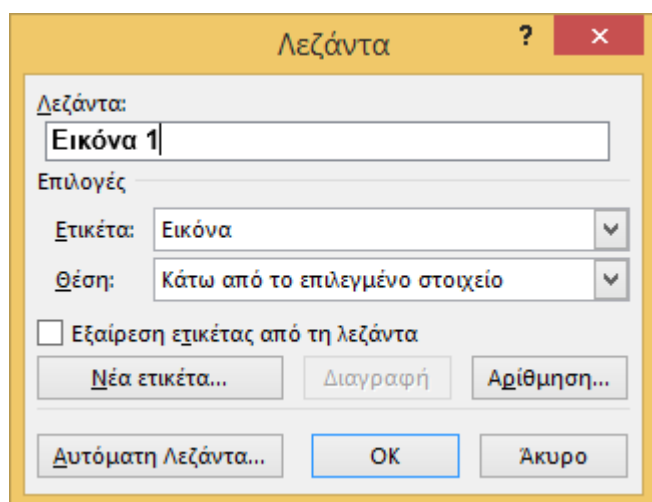 Λεζάντα ? ×
Λεζάντα:
Εικόνα 1
Επιλογές
Ετικέτα: Εικόνα
Θέση: Κάτω από το επιλεγμένο στοιχείο
Εξαίρεση ετικέτας από τη λεζάντα
Νέα ετικέτα... Διαγραφή Αρίθμηση...
Αυτόματη Λεζάντα... OK Άκυρο